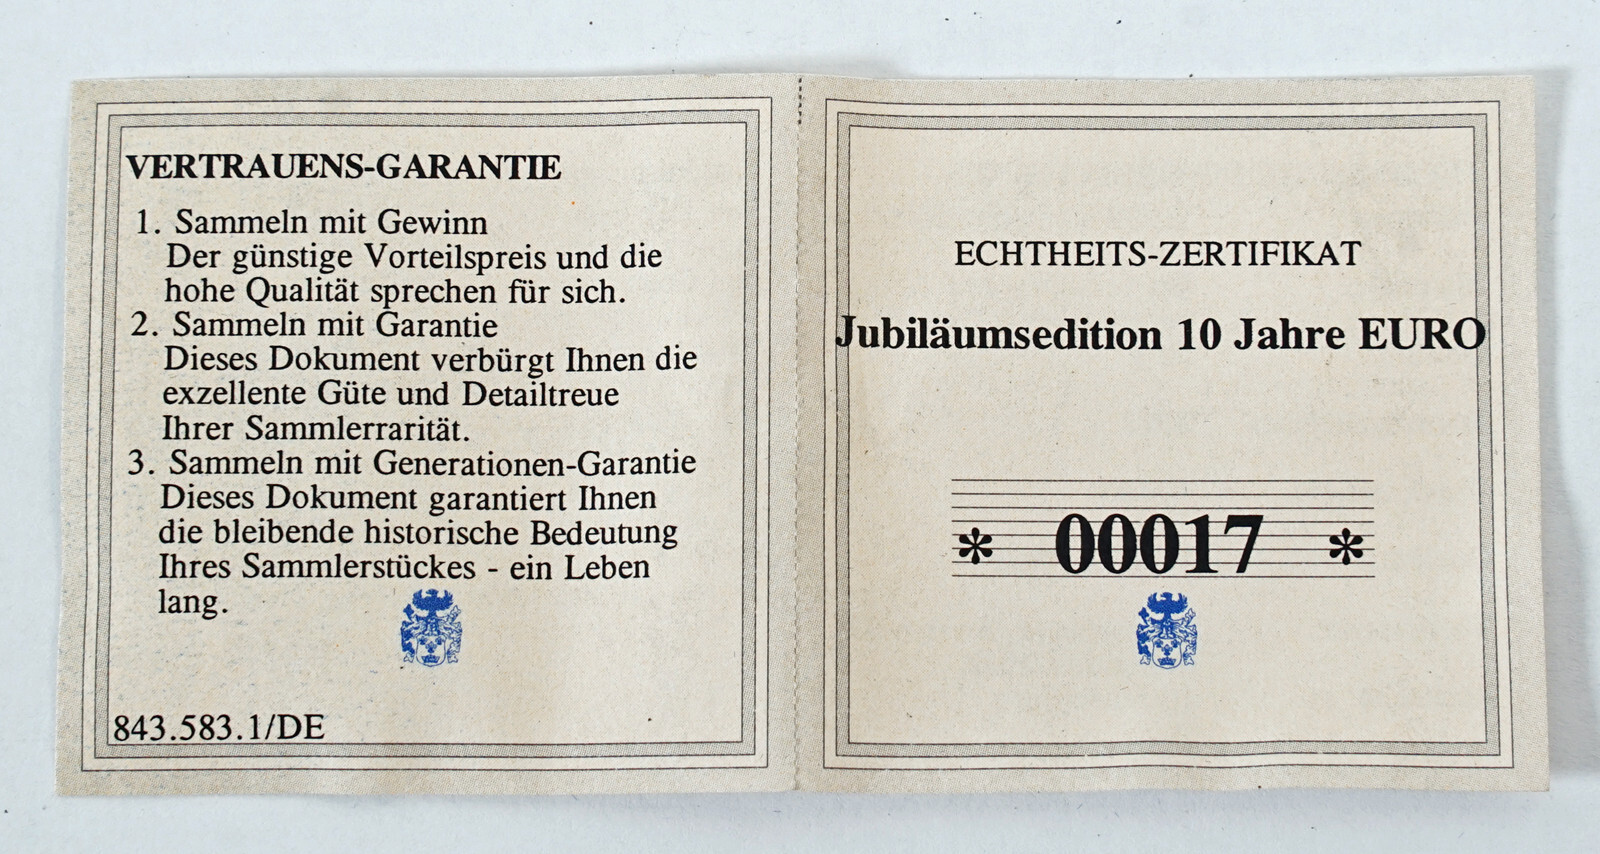 VERTRAUENS-GARANTIE
1. Sammeln mit Gewinn
Der günstige Vorteilspreis und die
hohe Qualität sprechen für sich.
2. Sammeln mit Garantie
Dieses Dokument verbürgt Ihnen die
exzellente Güte und Detailtreue
Ihrer Sammlerrarität.
3. Sammeln mit Generationen-Garantie
Dieses Dokument garantiert Ihnen
die bleibende historische Bedeutung
Ihres Sammlerstückes - ein Leben
lang.
843.583.1/DE
ECHTHEITS-ZERTIFIKAT
Jubiläumsedition 10 Jahre EURO
* 00017 *